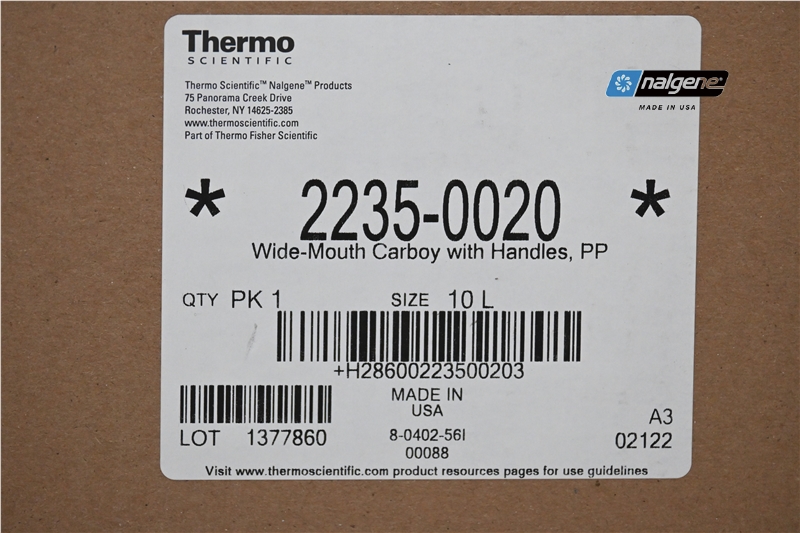 Thermo
SCIENTIFIC
Thermo Scientific™ Nalgene™ Products
75 Panorama Creek Drive
Rochester, NY 14625-2385
www.thermoscientific.com
Part of Thermo Fisher Scientific
nalgene®
MADE IN USA
* 2235-0020 *
Wide-Mouth Carboy with Handles, PP
QTY PK 1 SIZE 10 L
+H28600223500203
MADE IN
USA
LOT 1377860
8-0402-56I
00088
A3
02122
Visit www.thermoscientific.com product resources pages for use guidelines